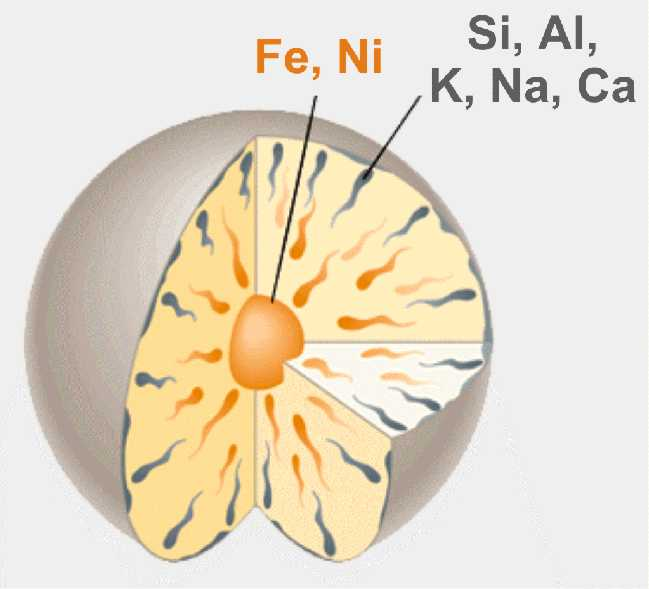 Fe, Ni
Si, Al,
K, Na, Ca